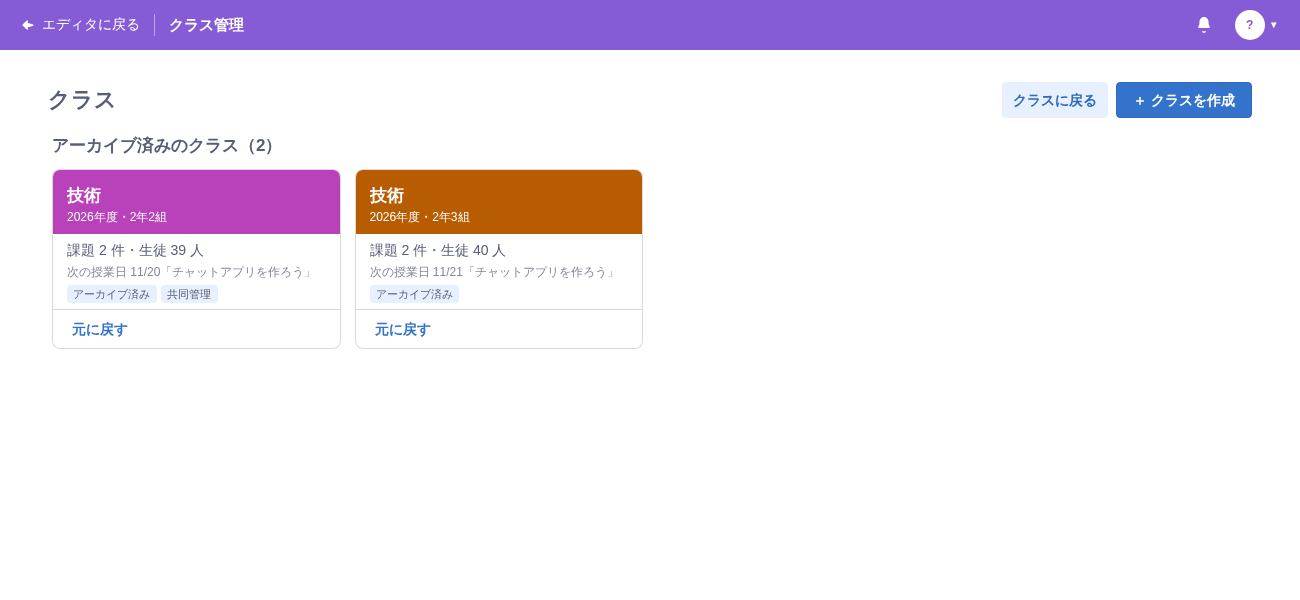 エディタに戻る
クラス管理
?
クラス
クラスに戻る
＋ クラスを作成
アーカイブ済みのクラス（2）
技術
2026年度・2年2組
課題 2 件・生徒 39 人
次の授業日 11/20「チャットアプリを作ろう」
アーカイブ済み
共同管理
元に戻す
技術
2026年度・2年3組
課題 2 件・生徒 40 人
次の授業日 11/21「チャットアプリを作ろう」
アーカイブ済み
元に戻す